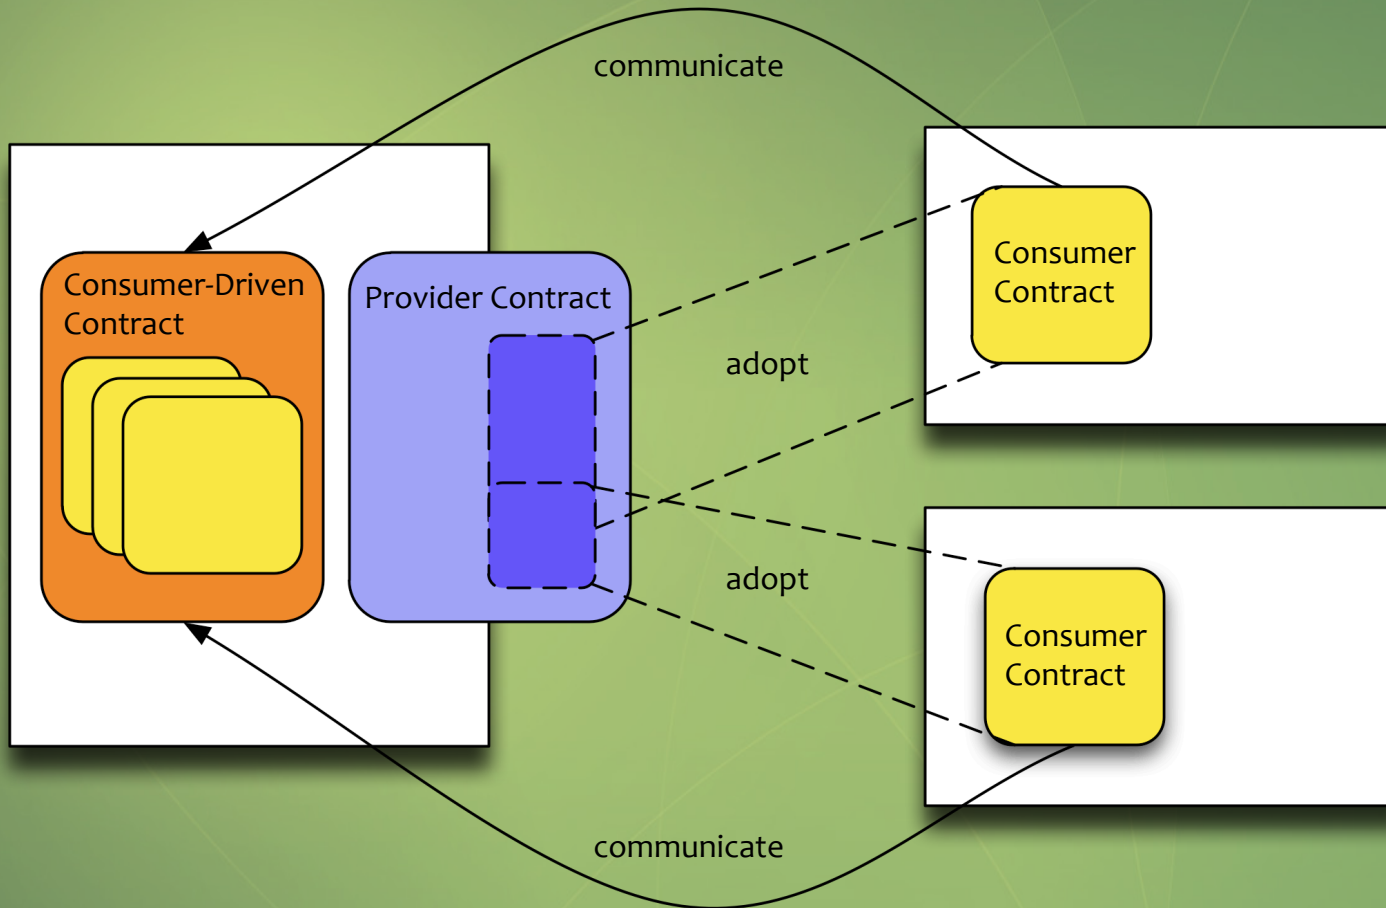 communicate
Consumer-Driven
Contract
Provider Contract
adopt
Consumer
Contract
adopt
Consumer
Contract
communicate